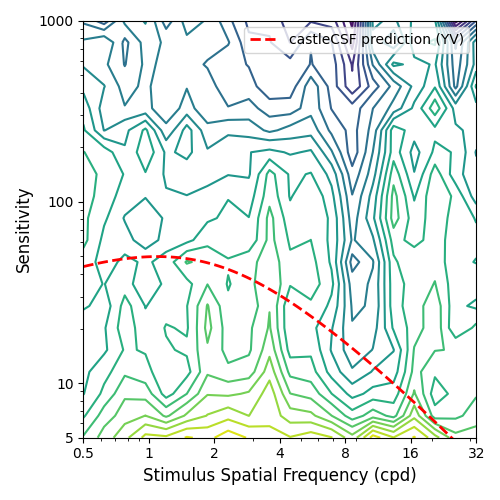 1000
castleCSF prediction (YV)
100
10
5
Sensitivity
0.5 1 2 4 8 16 32
Stimulus Spatial Frequency (cpd)